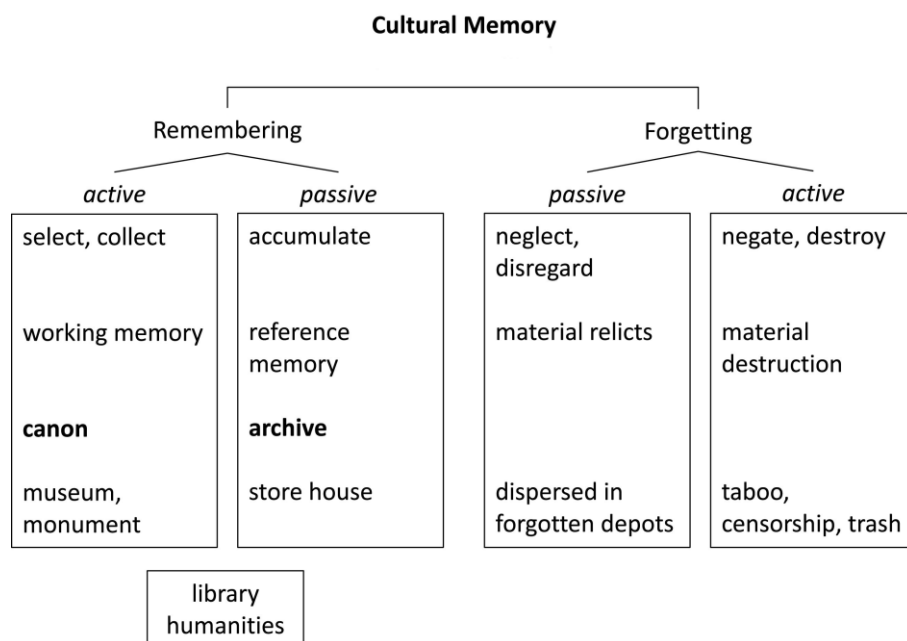 Cultural Memory
Remembering
Forgetting
active
passive
passive
active
select, collect
working memory
canon
museum,
monument
accumulate
reference
memory
archive
store house
neglect,
disregard
material relicts
dispersed in
forgotten depots
negate, destroy
material
destruction
taboo,
censorship, trash
library
humanities